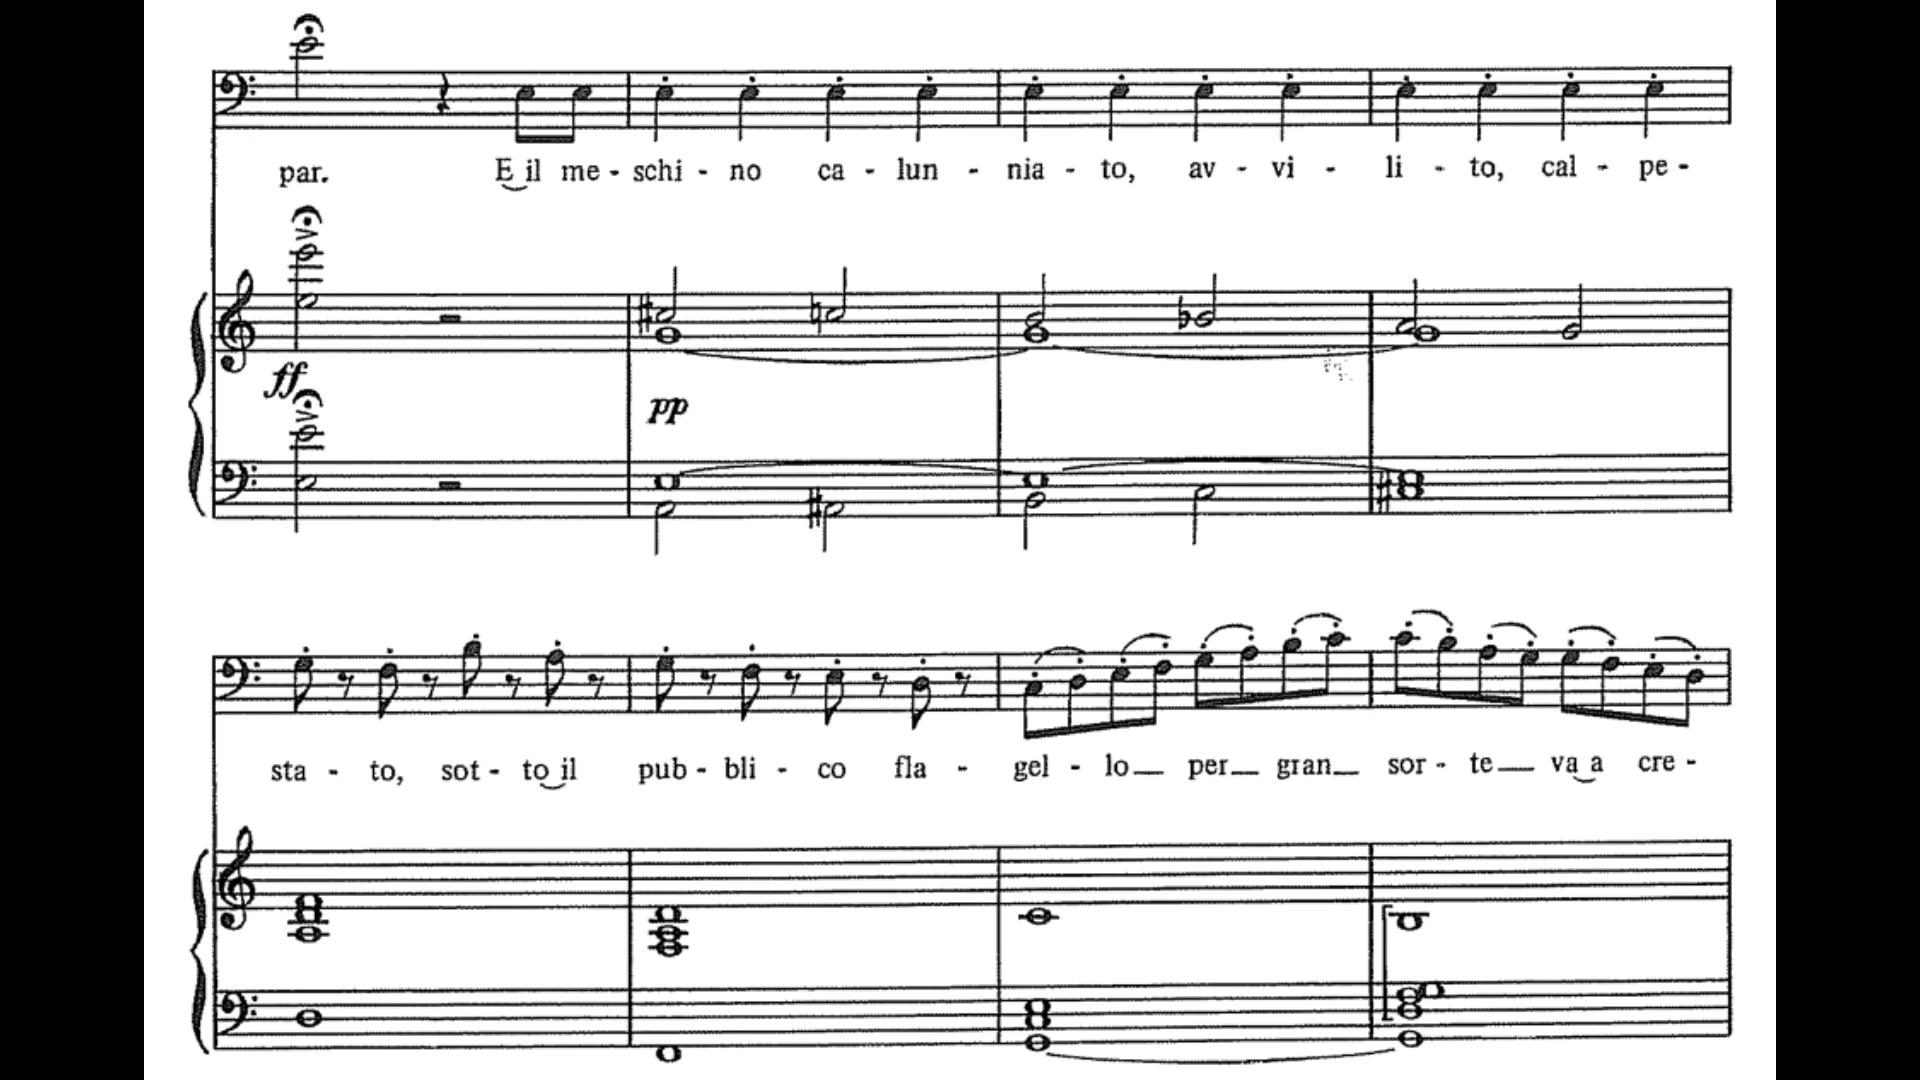 par. E il me - schi - no ca - lun - nia - to, av - vi - li - to, cal - pe -
ff
pp
sta - to, sot - to il pub - bli - co fla - gel - lo per gran sor - te va a cre -